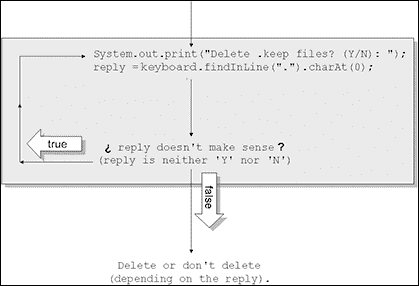 System.out.print("Delete .keep files? (Y/N): ");
reply = keyboard.findInLine(".").charAt(0);
¿ reply doesn't make sense ?
(reply is neither 'Y' nor 'N')
true
false
Delete or don't delete
(depending on the reply).